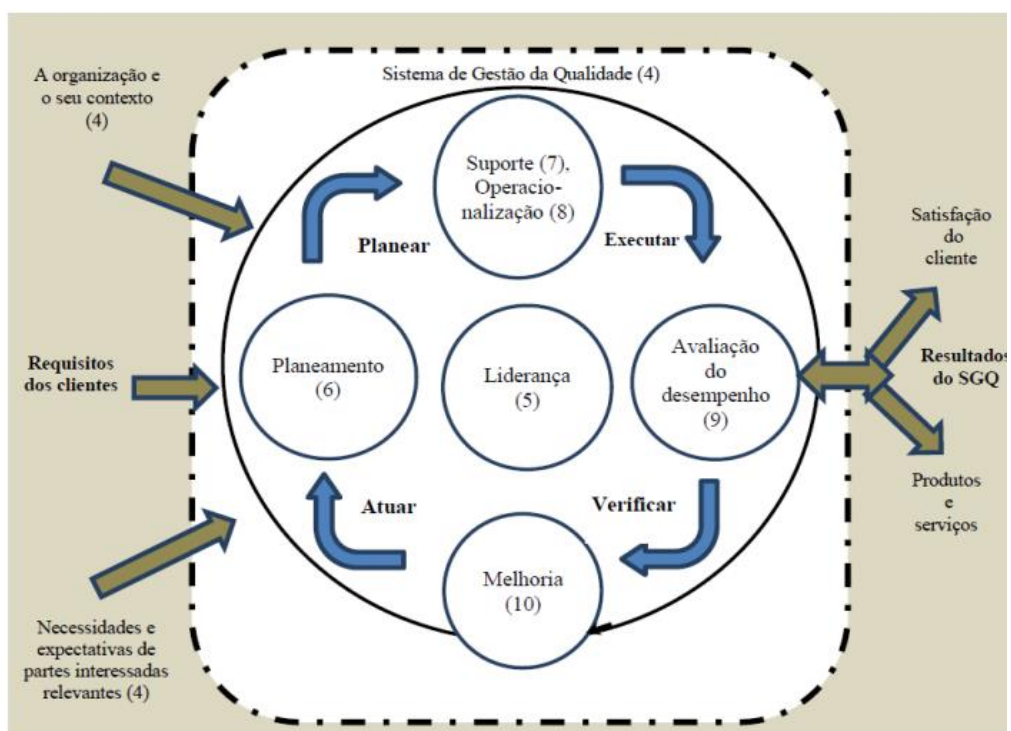 Sistema de Gestão da Qualidade (4)
A organização e
o seu contexto
(4)
Suporte (7),
Operacio-
nalização (8)
Planear
Executar
Satisfação
do
cliente
Requisitos
dos clientes
Planeamento
(6)
Liderança
(5)
Avaliação
do
desempenho
(9)
Resultados
do SGQ
Atuar
Verificar
Produtos
e
serviços
Melhoria
(10)
Necessidades e
expectativas de
partes interessadas
relevantes (4)